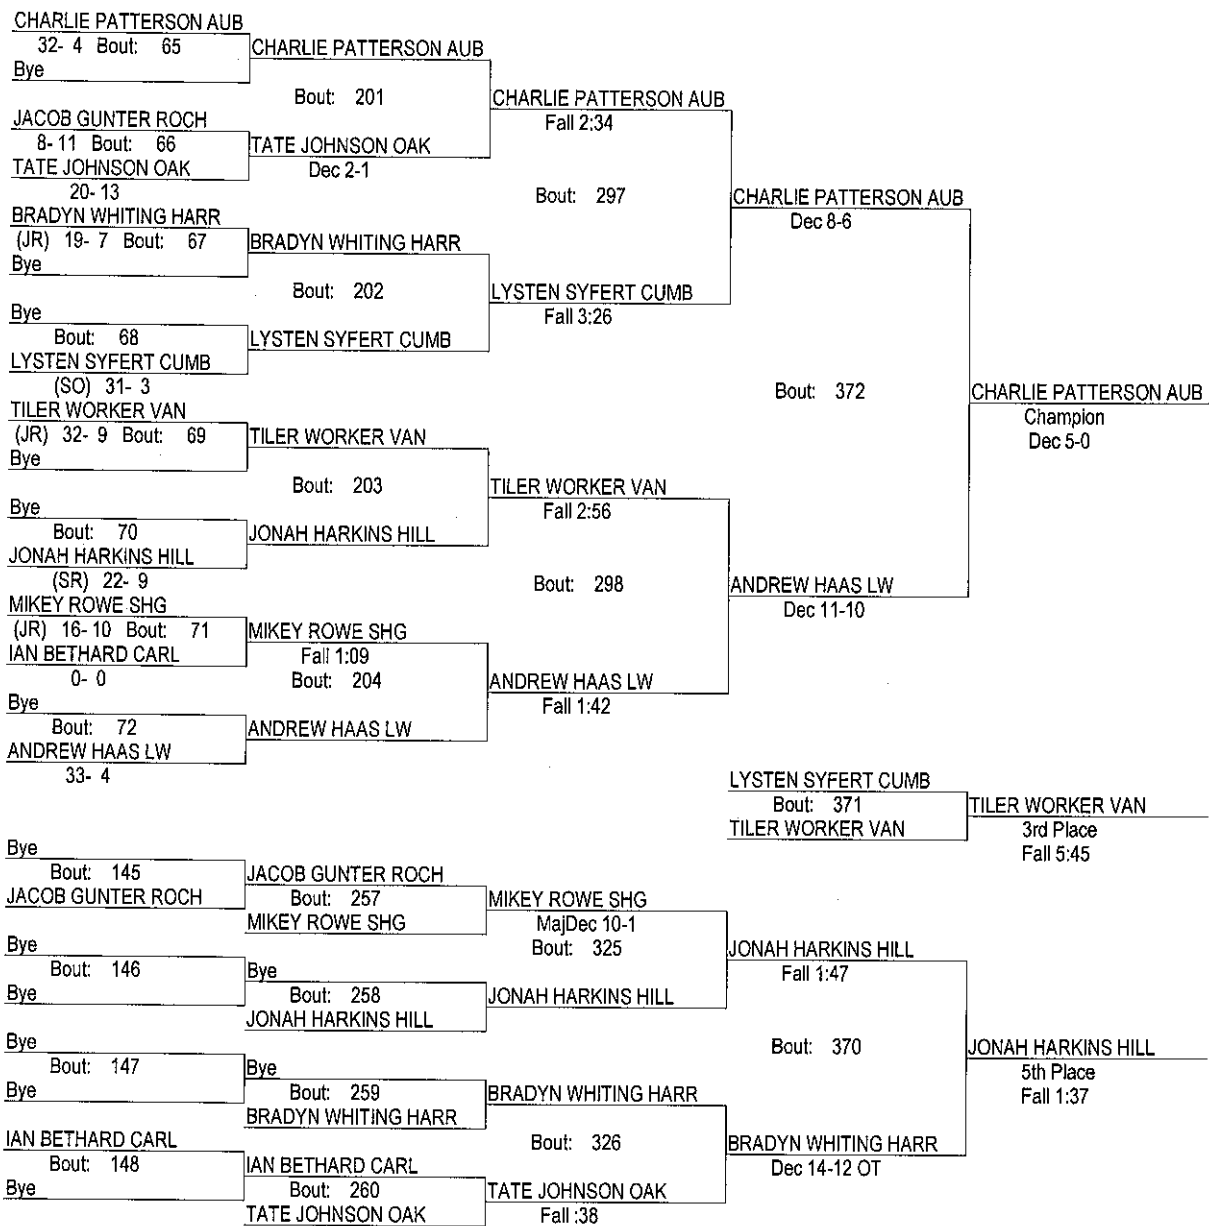 CHARLIE PATTERSON AUB
32- 4 Bout: 65
Bye
CHARLIE PATTERSON AUB
Bout: 201
JACOB GUNTER ROCH
8- 11 Bout: 66
TATE JOHNSON OAK
20- 13
TATE JOHNSON OAK
Dec 2-1
CHARLIE PATTERSON AUB
Fall 2:34
Bout: 297
BRADYN WHITING HARR
(JR) 19- 7 Bout: 67
Bye
BRADYN WHITING HARR
Bout: 202
Bye
Bout: 68
LYSTEN SYFERT CUMB
(SO) 31- 3
LYSTEN SYFERT CUMB
LYSTEN SYFERT CUMB
Fall 3:26
CHARLIE PATTERSON AUB
Dec 8-6
Bout: 372
CHARLIE PATTERSON AUB
Champion
Dec 5-0
TILER WORKER VAN
(JR) 32- 9 Bout: 69
Bye
TILER WORKER VAN
Bout: 203
Bye
Bout: 70
JONAH HARKINS HILL
(SR) 22- 9
JONAH HARKINS HILL
TILER WORKER VAN
Fall 2:56
Bout: 298
MIKEY ROWE SHG
(JR) 16- 10 Bout: 71
IAN BETHARD CARL
0- 0
MIKEY ROWE SHG
Fall 1:09
Bout: 204
Bye
Bout: 72
ANDREW HAAS LW
33- 4
ANDREW HAAS LW
ANDREW HAAS LW
Fall 1:42
ANDREW HAAS LW
Dec 11-10
LYSTEN SYFERT CUMB
Bout: 371
TILER WORKER VAN
TILER WORKER VAN
3rd Place
Fall 5:45
Bye
Bout: 145
JACOB GUNTER ROCH
JACOB GUNTER ROCH
Bout: 257
MIKEY ROWE SHG
MIKEY ROWE SHG
MajDec 10-1
Bout: 325
Bye
Bout: 146
Bye
Bye
Bout: 258
JONAH HARKINS HILL
JONAH HARKINS HILL
JONAH HARKINS HILL
Fall 1:47
Bout: 370
Bye
Bout: 147
Bye
Bye
Bout: 259
BRADYN WHITING HARR
BRADYN WHITING HARR
Bout: 326
IAN BETHARD CARL
Bout: 148
Bye
IAN BETHARD CARL
Bout: 260
TATE JOHNSON OAK
TATE JOHNSON OAK
Fall :38
BRADYN WHITING HARR
Dec 14-12 OT
JONAH HARKINS HILL
5th Place
Fall 1:37